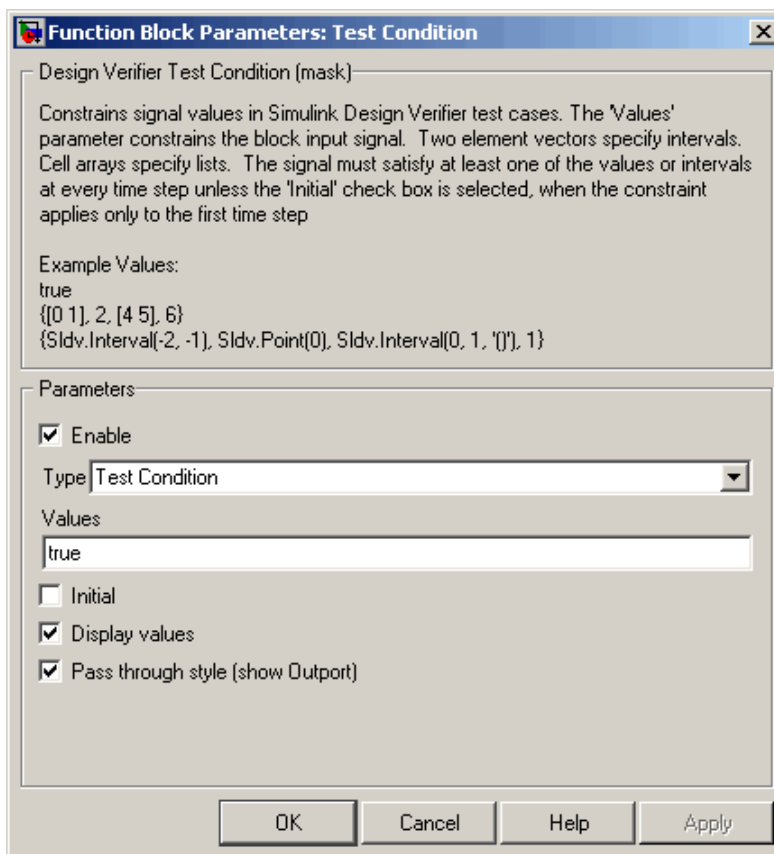 Function Block Parameters: Test Condition
Design Verifier Test Condition (mask)
Constrains signal values in Simulink Design Verifier test cases. The 'Values'
parameter constrains the block input signal.  Two element vectors specify intervals.
Cell arrays specify lists.  The signal must satisfy at least one of the values or intervals
at every time step unless the 'Initial' check box is selected, when the constraint
applies only to the first time step
Example Values:
true
{[0 1], 2, [4 5], 6}
{Sldv.Interval(-2, -1), Sldv.Point(0), Sldv.Interval(0, 1, '()'), 1}
Parameters
Enable
Type Test Condition
Values
true
Initial
Display values
Pass through style (show Outport)
OK Cancel Help Apply